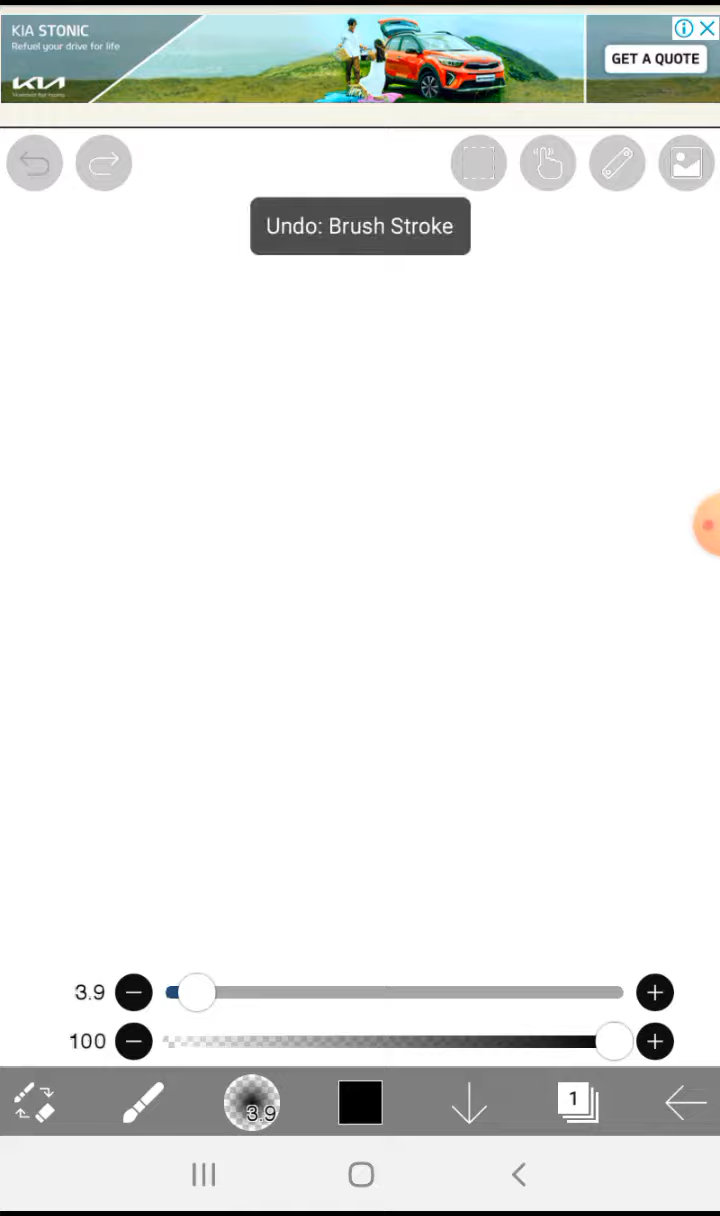 KIA STONIC
Refuel your drive for life
GET A QUOTE
KIA
Undo: Brush Stroke
3.9
100
3.9
1